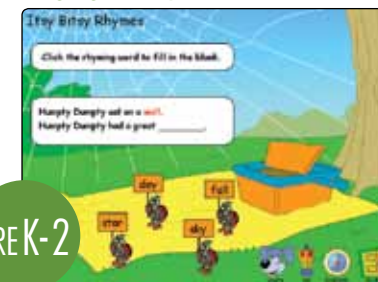 Itsy Bitsy Rhymes
Click the rhyming word to fill in the blank.
Humpty Dumpty sat on a wall.
Humpty Dumpty had a great ________.
day
fall
star
sky
REK-2